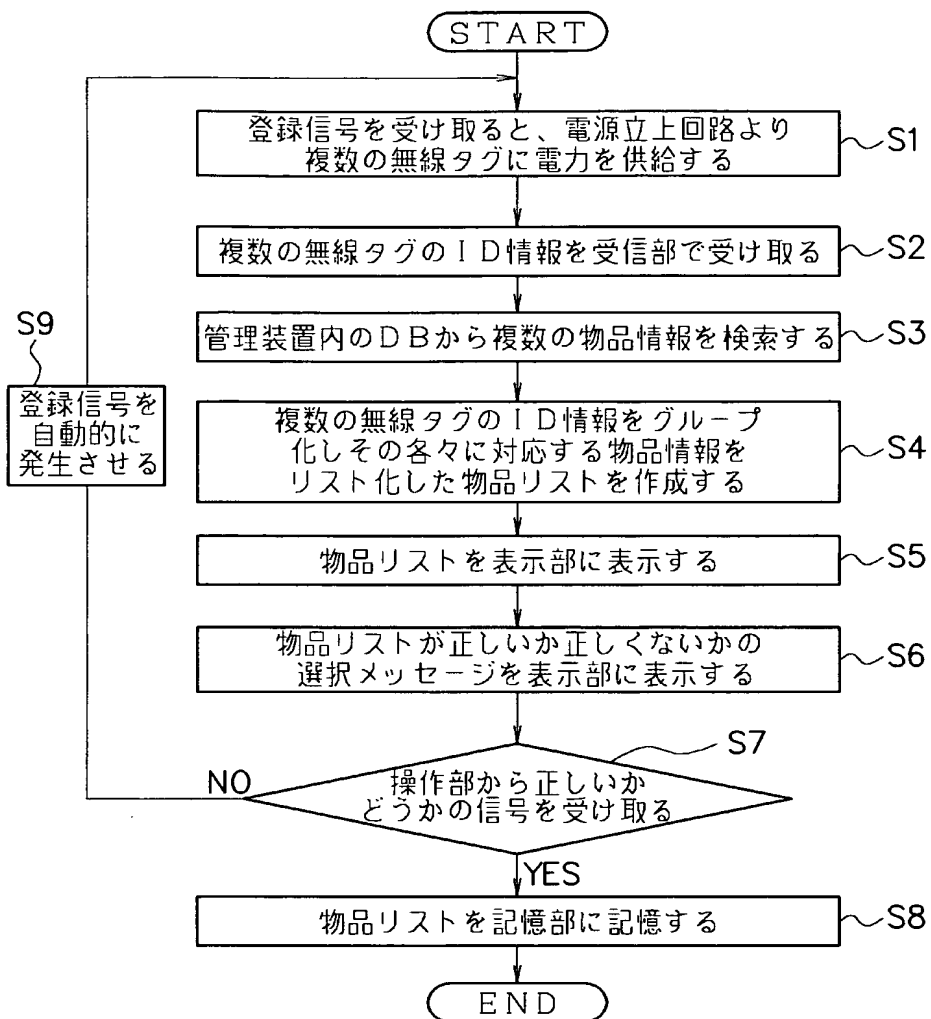 START
登録信号を受け取ると、電源立上回路より
複数の無線タグに電力を供給する
S1
複数の無線タグのＩＤ情報を受信部で受け取る
S2
管理装置内のＤＢから複数の物品情報を検索する
S3
複数の無線タグのＩＤ情報をグループ
化しその各々に対応する物品情報を
リスト化した物品リストを作成する
S4
物品リストを表示部に表示する
S5
物品リストが正しいか正しくないかの
選択メッセージを表示部に表示する
S6
操作部から正しいか
どうかの信号を受け取る
S7
NO
S9
登録信号を
自動的に
発生させる
YES
物品リストを記憶部に記憶する
S8
END